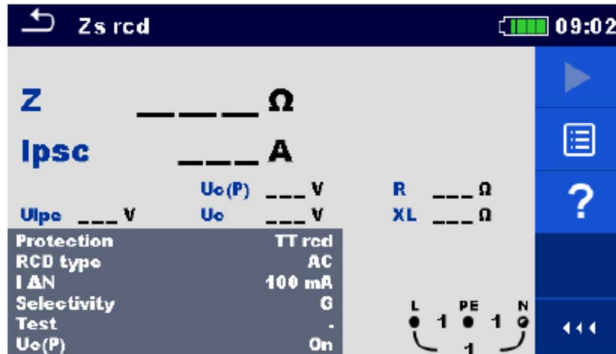 Zs rcd 09:02
Z ___ Ω
Ipsc ___ A
Uc(P) ___ V R ___ Ω
Ulpe ___ V Uc ___ V XL ___ Ω
Protection TT rcd
RCD type AC
I ΔN 100 mA
Selectivity G
Test -
Uc(P) On
L PE N
1 1
1
?